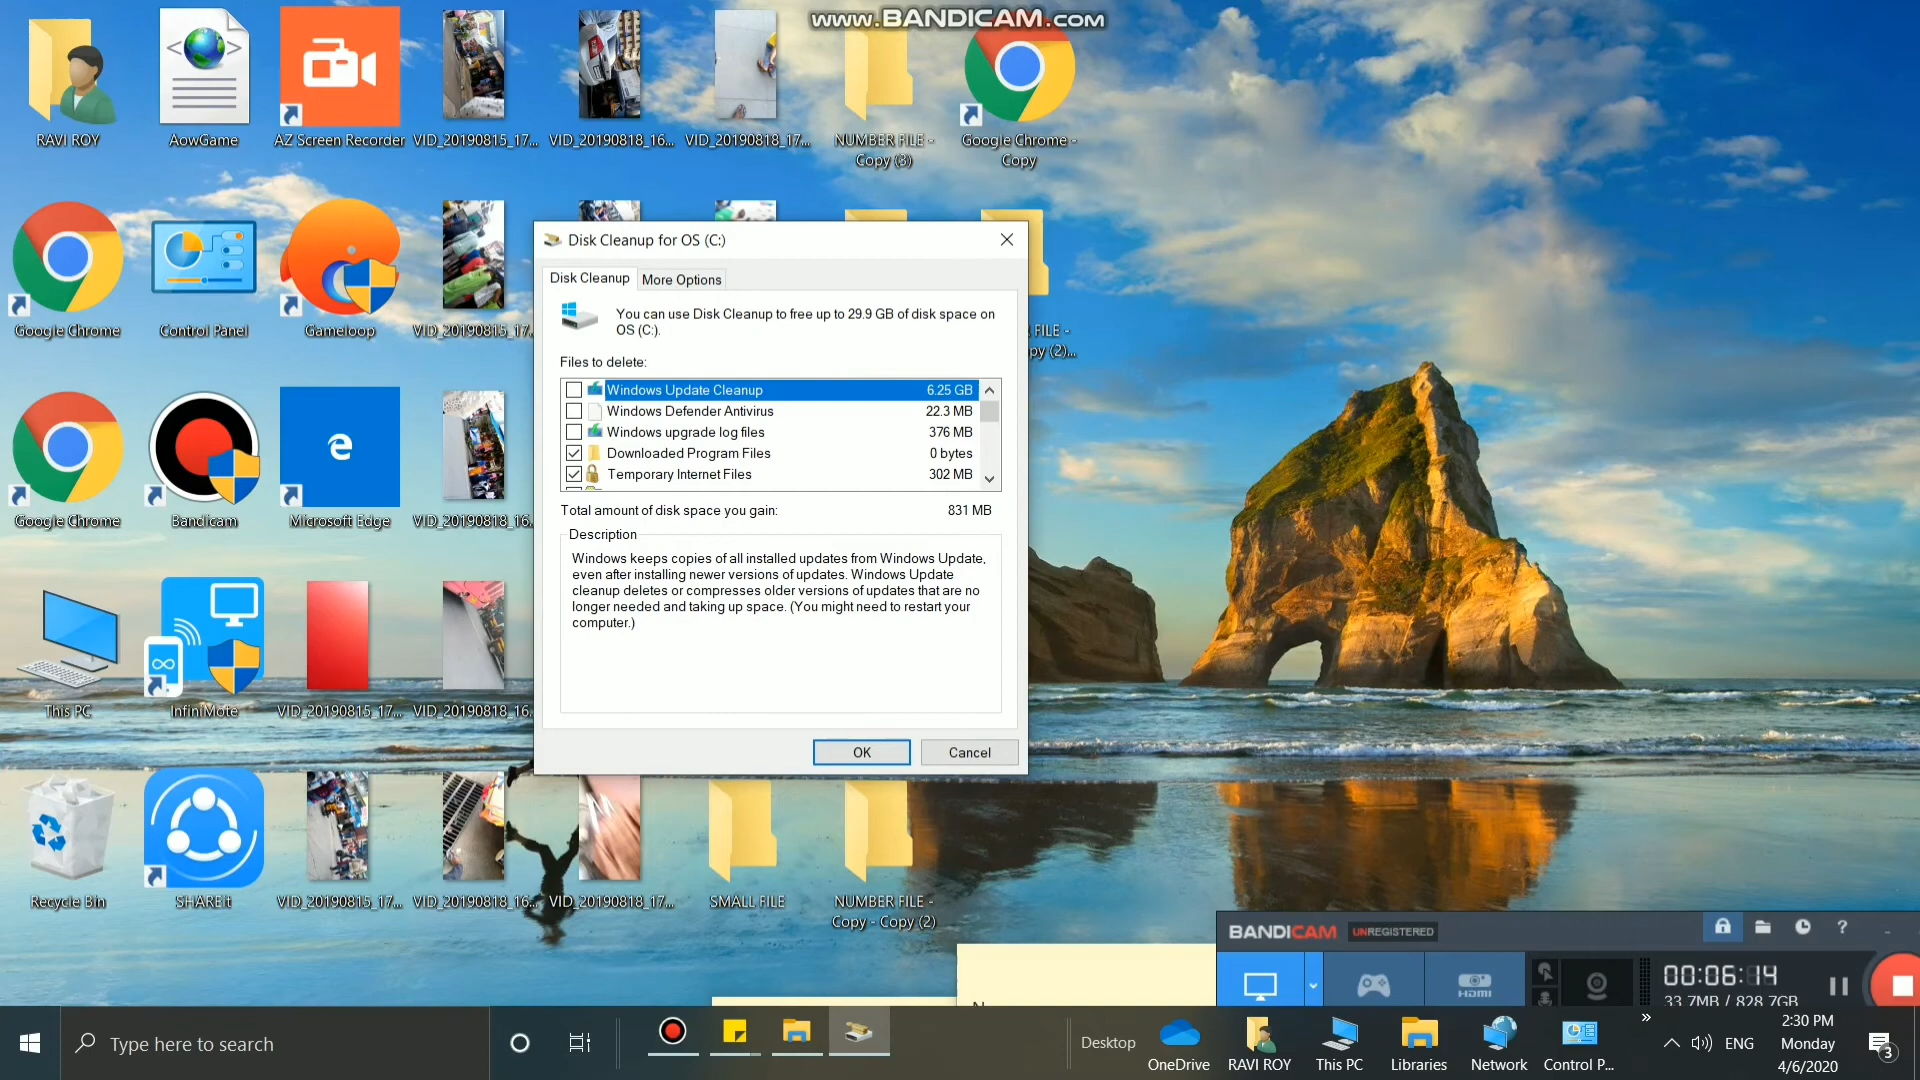 www.BANDICAM.com
RAVI ROY
AowGame
AZ Screen Recorder
VID_20190815_17...
VID_20190818_16...
VID_20190818_17...
NUMBER FILE -
Copy (3)
Google Chrome -
Copy
Google Chrome
Control Panel
Gameloop
VID_20190815_17...
FILE -
py (2)...
Google Chrome
Bandicam
Microsoft Edge
VID_20190818_16...
This PC
InfiniMote
VID_20190815_17...
VID_20190818_16...
Recycle Bin
SHAREit
VID_20190815_17...
VID_20190818_16...
VID_20190818_17...
SMALL FILE
NUMBER FILE -
Copy - Copy (2)
Disk Cleanup for OS (C:)
Disk Cleanup
More Options
You can use Disk Cleanup to free up to 29.9 GB of disk space on
OS (C:).
Files to delete:
Windows Update Cleanup 6.25 GB
Windows Defender Antivirus 22.3 MB
Windows upgrade log files 376 MB
Downloaded Program Files 0 bytes
Temporary Internet Files 302 MB
Total amount of disk space you gain: 831 MB
Description
Windows keeps copies of all installed updates from Windows Update,
even after installing newer versions of updates. Windows Update
cleanup deletes or compresses older versions of updates that are no
longer needed and taking up space. (You might need to restart your
computer.)
OK
Cancel
BANDICAM UNREGISTERED
?
HDMI
00:06:14
33.7MB / 828.7GB
Type here to search
Desktop
OneDrive
RAVI ROY
This PC
Libraries
Network
Control P...
ENG
2:30 PM
Monday
4/6/2020
3